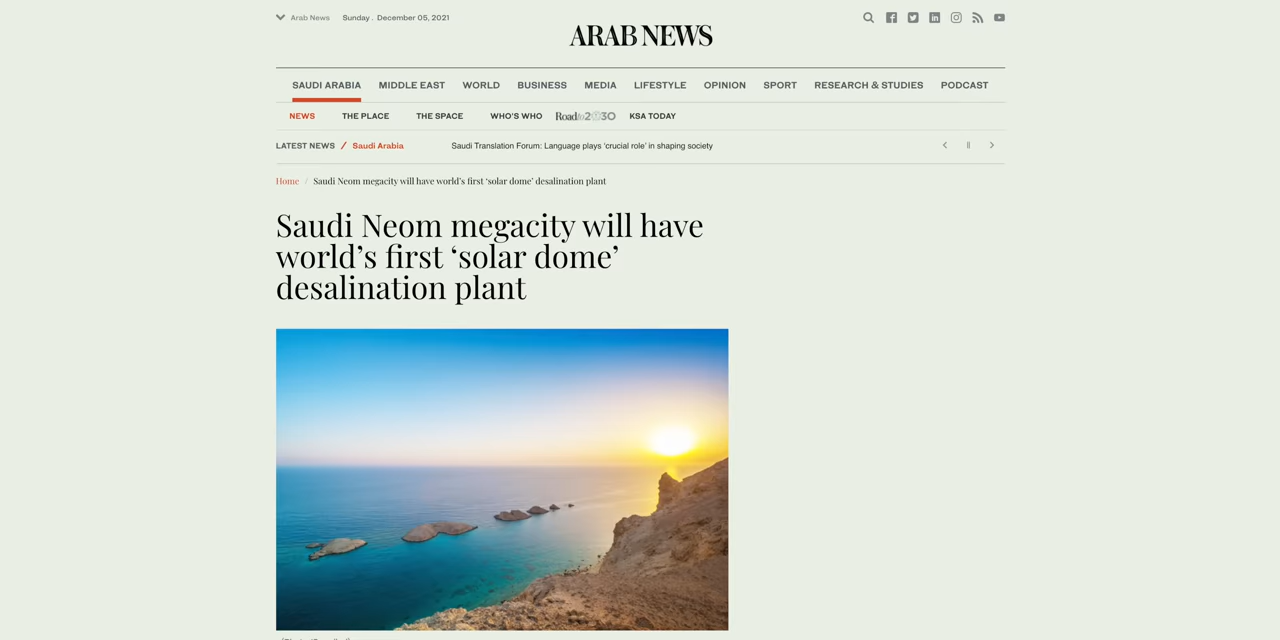 Arab News Sunday . December 05, 2021
ARAB NEWS
SAUDI ARABIA MIDDLE EAST WORLD BUSINESS MEDIA LIFESTYLE OPINION SPORT RESEARCH & STUDIES PODCAST
NEWS THE PLACE THE SPACE WHO'S WHO Road to 2030 KSA TODAY
LATEST NEWS / Saudi Arabia Saudi Translation Forum: Language plays ‘crucial role’ in shaping society
Home / Saudi Neom megacity will have world’s first ‘solar dome’ desalination plant
Saudi Neom megacity will have
world’s first ‘solar dome’
desalination plant